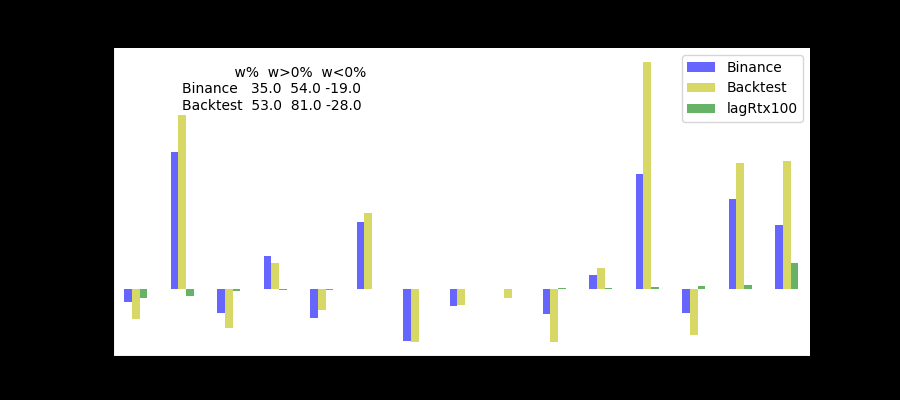 w% w>0% w<0%
Binance 35.0 54.0 -19.0
Backtest 53.0 81.0 -28.0
Binance
Backtest
lagRtx100